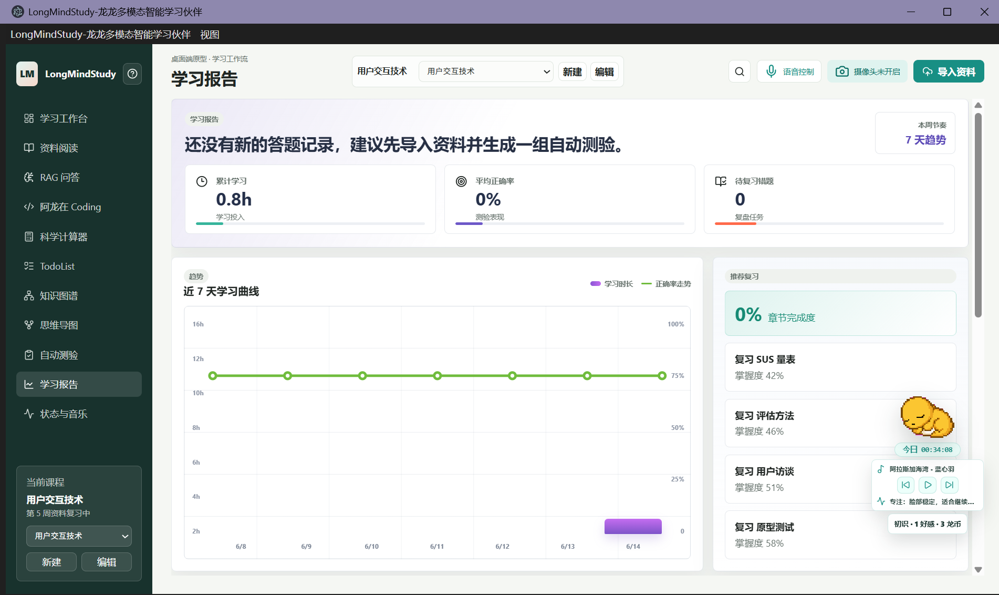 LongMindStudy-龙龙多模态智能学习伙伴
LongMindStudy-龙龙多模态智能学习伙伴 视图
LM LongMindStudy
学习工作台
资料阅读
RAG 问答
阿龙在 Coding
科学计算器
TodoList
知识图谱
思维导图
自动测验
学习报告
状态与音乐
当前课程
用户交互技术
第 5 周资料复习中
用户交互技术
新建 编辑
桌面端原型 · 学习工作流
学习报告
用户交互技术 用户交互技术 新建 编辑
语音控制 摄像头未开启 导入资料
学习报告
还没有新的答题记录，建议先导入资料并生成一组自动测验。
本周节奏
7 天趋势
累计学习
0.8h
学习投入
平均正确率
0%
测验表现
待复习错题
0
复盘任务
趋势
近 7 天学习曲线
学习时长 正确率走势
16h
12h
10h
8h
6h
4h
2h
100%
75%
50%
25%
0
6/8 6/9 6/10 6/11 6/12 6/13 6/14
推荐复习
0% 章节完成度
复习 SUS 量表
掌握度 42%
复习 评估方法
掌握度 46%
复习 用户访谈
掌握度 51%
复习 原型测试
掌握度 58%
今日 00:34:08
阿拉斯加海湾 - 蓝心羽
专注：脸部稳定，适合继续...
初识 · 1 好感 · 3 龙币